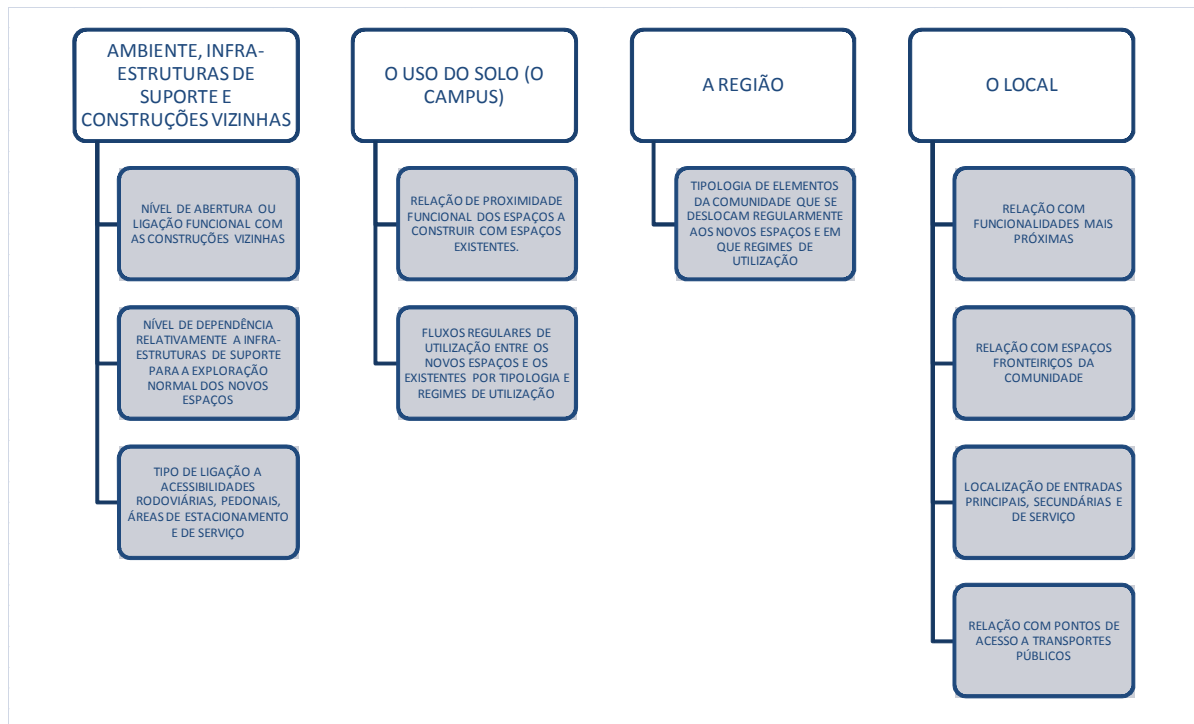 AMBIENTE, INFRA-
ESTRUTURAS DE
SUPORTE E
CONSTRUÇÕES VIZINHAS
NÍVEL DE ABERTURA OU
LIGAÇÃO FUNCIONAL COM
AS CONSTRUÇÕES VIZINHAS
NÍVEL DE DEPENDÊNCIA
RELATIVAMENTE A INFRA-
ESTRUTURAS DE SUPORTE
PARA A EXPLORAÇÃO
NORMAL DOS NOVOS
ESPAÇOS
TIPO DE LIGAÇÃO A
ACESSIBILIDADES
RODOVIÁRIAS, PEDONAIS,
ÁREAS DE ESTACIONAMENTO
E DE SERVIÇO
O USO DO SOLO (O
CAMPUS)
RELAÇÃO DE PROXIMIDADE
FUNCIONAL DOS ESPAÇOS A
CONSTRUIR COM ESPAÇOS
EXISTENTES.
FLUXOS REGULARES DE
UTILIZAÇÃO ENTRE OS
NOVOS ESPAÇOS E OS
EXISTENTES POR TIPOLOGIA E
REGIMES DE UTILIZAÇÃO
A REGIÃO
TIPOLOGIA DE ELEMENTOS
DA COMUNIDADE QUE SE
DESLOCAM REGULARMENTE
AOS NOVOS ESPAÇOS E EM
QUE REGIMES DE
UTILIZAÇÃO
O LOCAL
RELAÇÃO COM
FUNCIONALIDADES MAIS
PRÓXIMAS
RELAÇÃO COM ESPAÇOS
FRONTEIRIÇOS DA
COMUNIDADE
LOCALIZAÇÃO DE ENTRADAS
PRINCIPAIS, SECUNDÁRIAS E
DE SERVIÇO
RELAÇÃO COM PONTOS DE
ACESSO A TRANSPORTES
PÚBLICOS